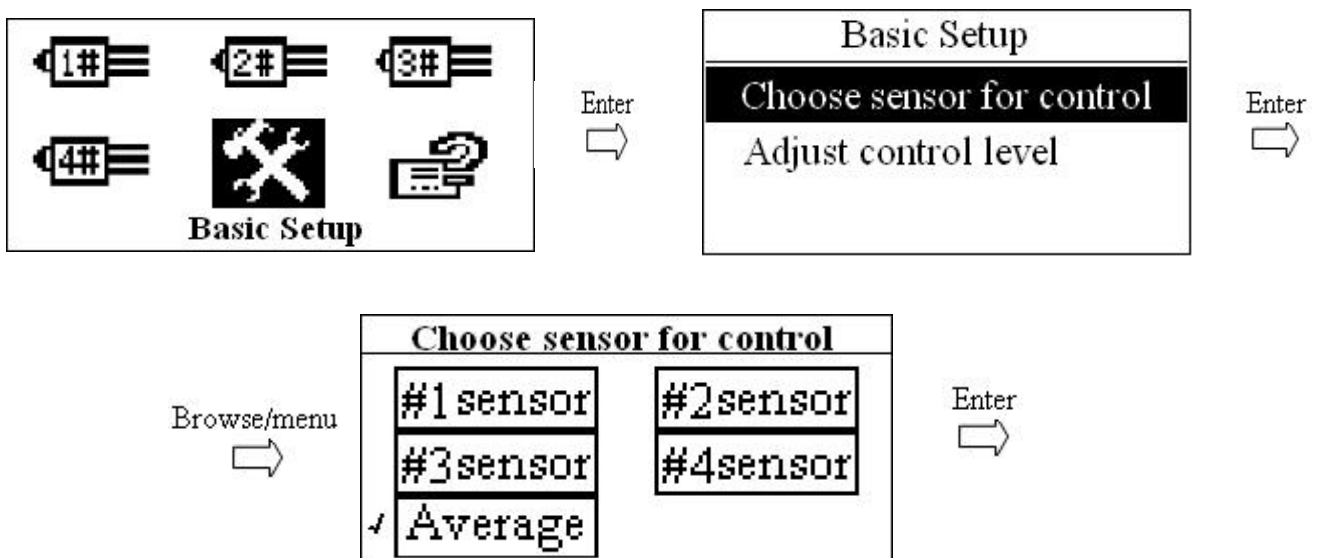 1# 2# 3#
4#
Basic Setup
Enter
Basic Setup
Choose sensor for control
Adjust control level
Enter
Browse/menu
Choose sensor for control
#1sensor #2sensor
#3sensor #4sensor
Average
Enter